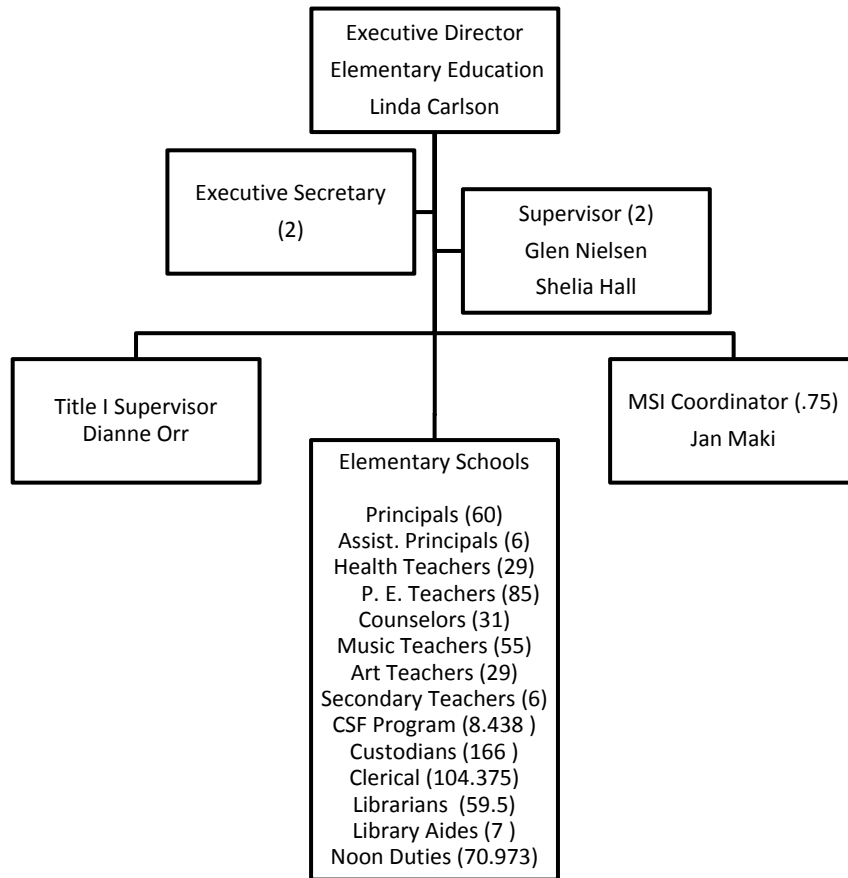 Executive Director
Elementary Education
Linda Carlson
Executive Secretary
(2)
Supervisor (2)
Glen Nielsen
Shelia Hall
Title I Supervisor
Dianne Orr
MSI Coordinator (.75)
Jan Maki
Elementary Schools
Principals (60)
Assist. Principals (6)
Health Teachers (29)
P. E. Teachers (85)
Counselors (31)
Music Teachers (55)
Art Teachers (29)
Secondary Teachers (6)
CSF Program (8.438 )
Custodians (166 )
Clerical (104.375)
Librarians (59.5)
Library Aides (7 )
Noon Duties (70.973)